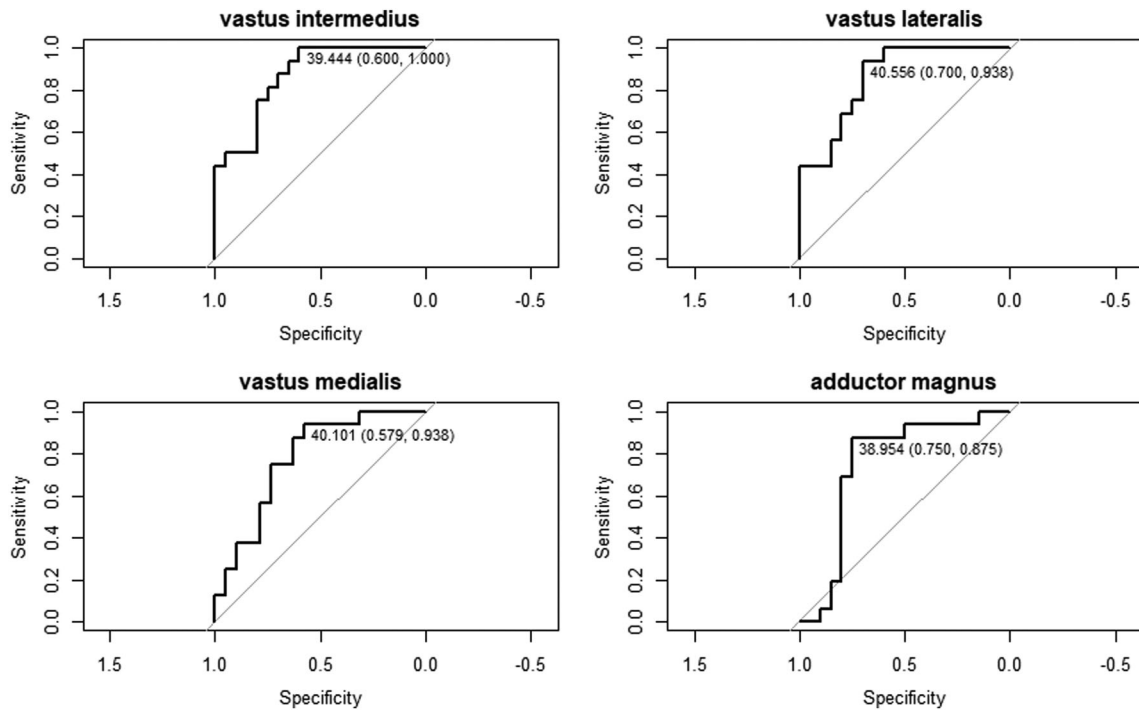 vastus intermedius
39.444 (0.600, 1.000)
Sensitivity
0.0 0.2 0.4 0.6 0.8 1.0
1.5 1.0 0.5 0.0 -0.5
Specificity
vastus lateralis
40.556 (0.700, 0.938)
Sensitivity
0.0 0.2 0.4 0.6 0.8 1.0
1.5 1.0 0.5 0.0 -0.5
Specificity
vastus medialis
40.101 (0.579, 0.938)
Sensitivity
0.0 0.2 0.4 0.6 0.8 1.0
1.5 1.0 0.5 0.0 -0.5
Specificity
adductor magnus
38.954 (0.750, 0.875)
Sensitivity
0.0 0.2 0.4 0.6 0.8 1.0
1.5 1.0 0.5 0.0 -0.5
Specificity